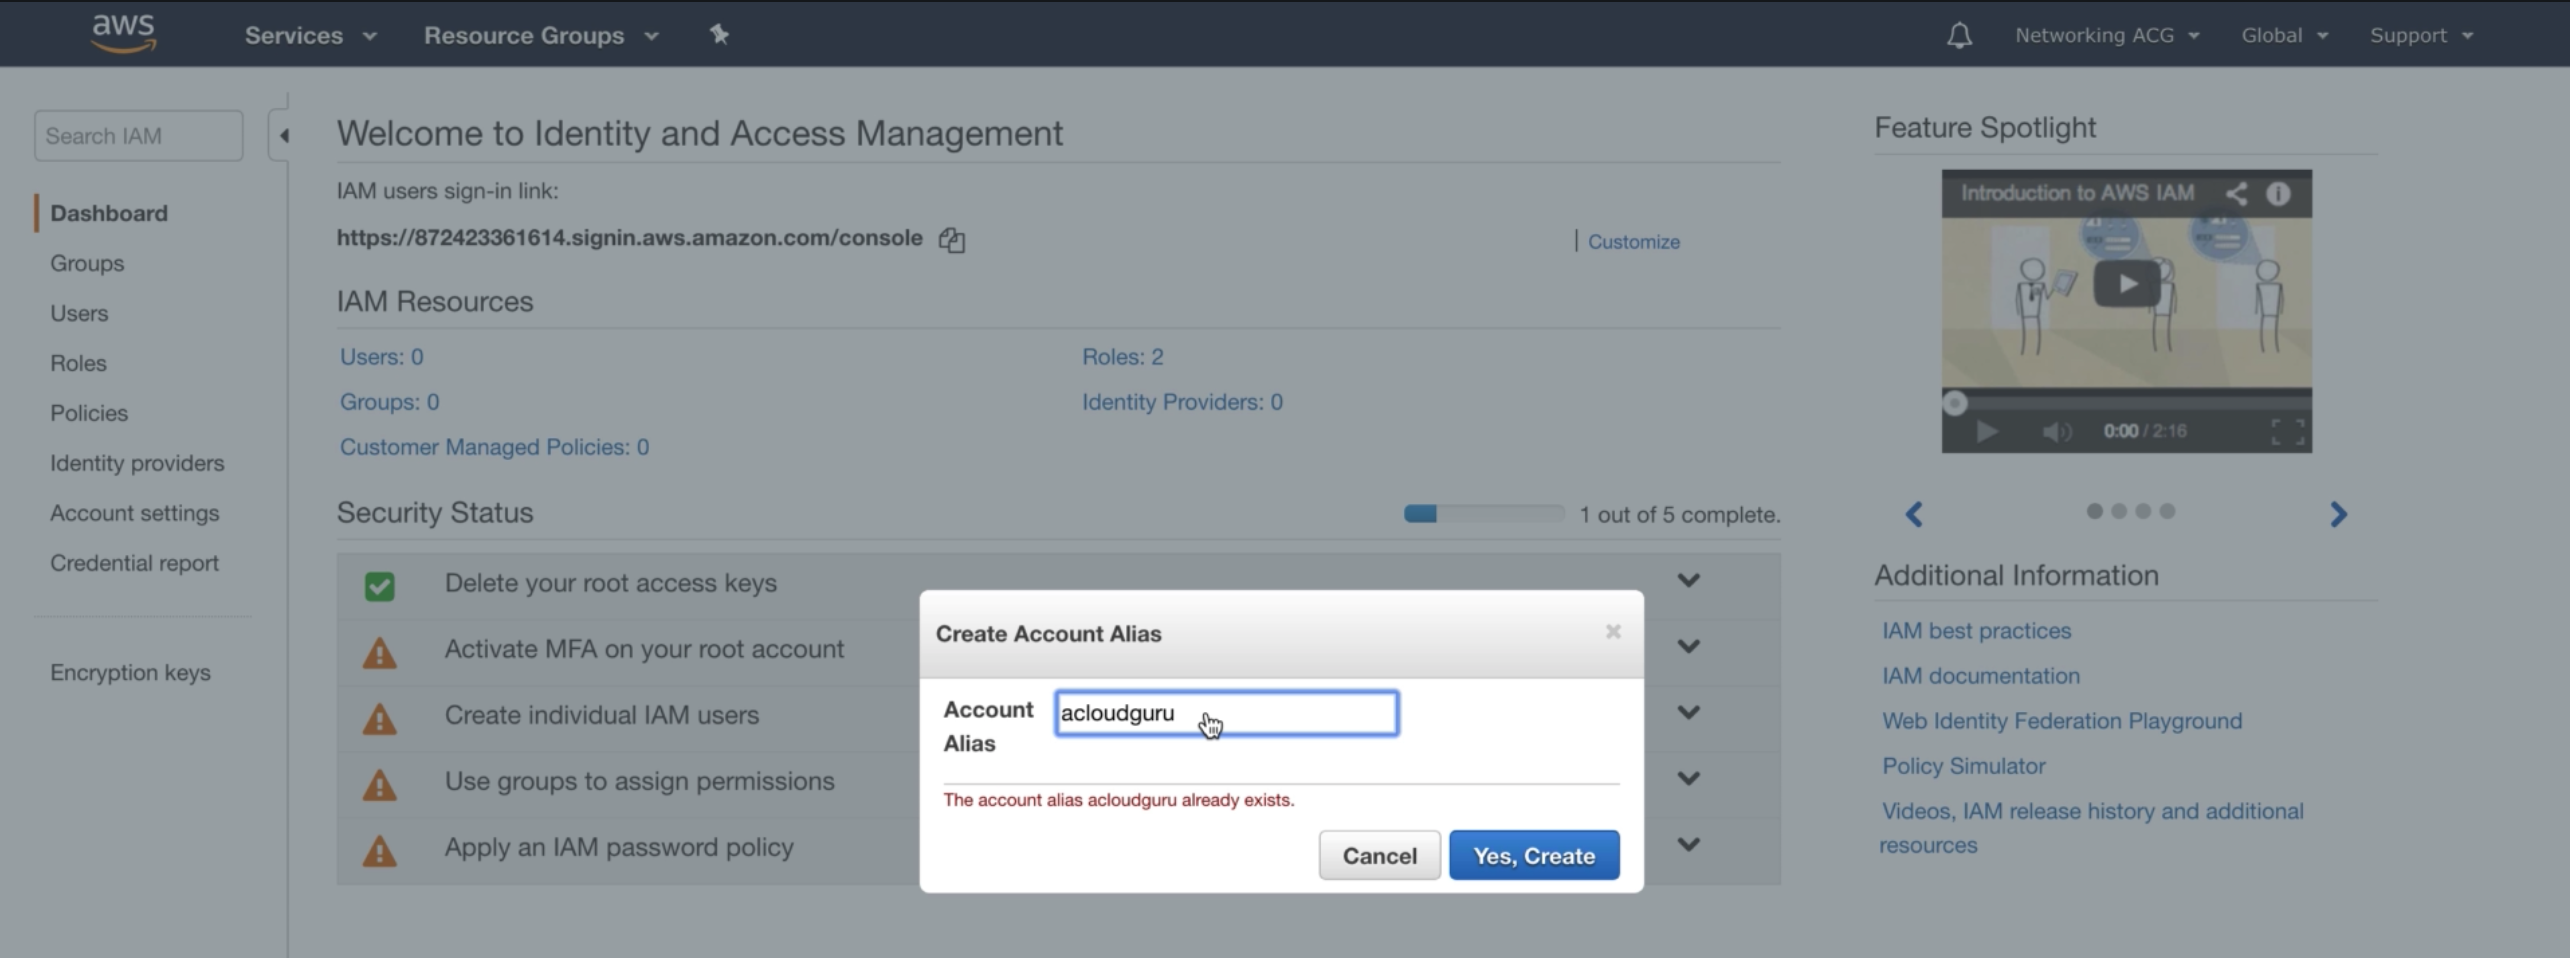 aws
Services
Resource Groups
Networking ACG
Global
Support
Search IAM
Dashboard
Groups
Users
Roles
Policies
Identity providers
Account settings
Credential report
Encryption keys
Welcome to Identity and Access Management
IAM users sign-in link:
https://872423361614.signin.aws.amazon.com/console
Customize
IAM Resources
Users: 0
Roles: 2
Groups: 0
Identity Providers: 0
Customer Managed Policies: 0
Security Status
1 out of 5 complete.
Delete your root access keys
Activate MFA on your root account
Create individual IAM users
Use groups to assign permissions
Apply an IAM password policy
Create Account Alias
Account
Alias
acloudguru
The account alias acloudguru already exists.
Cancel
Yes, Create
Feature Spotlight
Introduction to AWS IAM
0:00 / 2:16
Additional Information
IAM best practices
IAM documentation
Web Identity Federation Playground
Policy Simulator
Videos, IAM release history and additional
resources